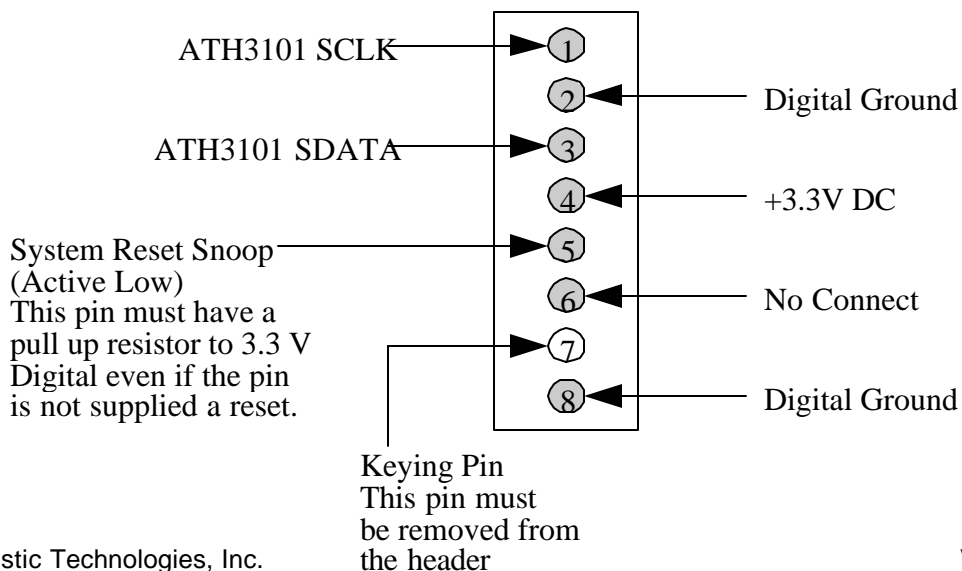 ATH3101 SCLK
1
2
Digital Ground
ATH3101 SDATA
3
4
+3.3V DC
System Reset Snoop
(Active Low)
This pin must have a
pull up resistor to 3.3 V
Digital even if the pin
is not supplied a reset.
5
6
No Connect
7
8
Digital Ground
Keying Pin
This pin must
be removed from
the header
stic Technologies, Inc.